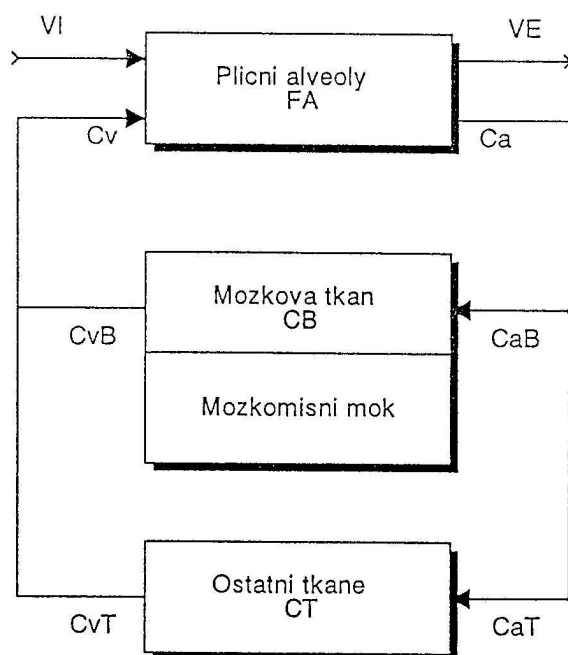 VI
VE
Plicni alveoly
FA
Cv
Ca
Mozkova tkan
CB
CvB
CaB
Mozkomisni mok
Ostatni tkane
CT
CvT
CaT